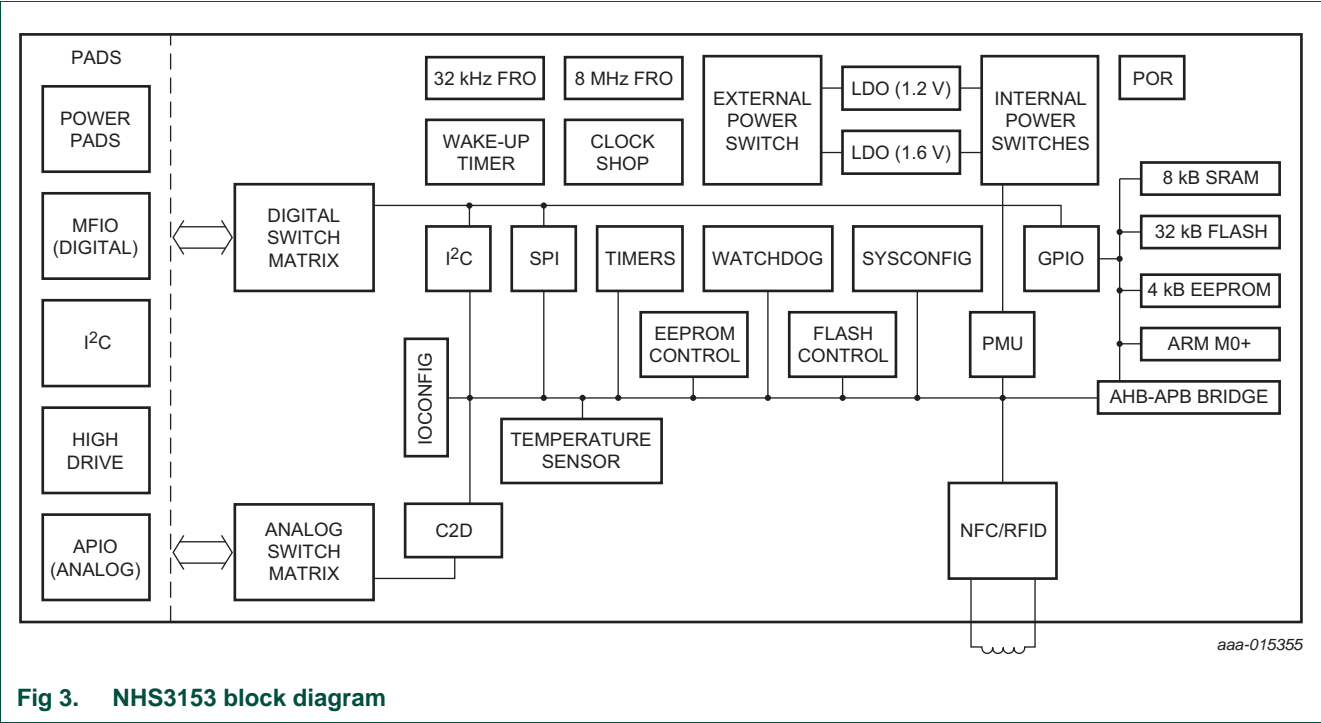 PADS
POWER
PADS
MFIO
(DIGITAL)
I2C
HIGH
DRIVE
APIO
(ANALOG)
DIGITAL
SWITCH
MATRIX
ANALOG
SWITCH
MATRIX
32 kHz FRO
8 MHz FRO
WAKE-UP
TIMER
CLOCK
SHOP
EXTERNAL
POWER
SWITCH
LDO (1.2 V)
LDO (1.6 V)
INTERNAL
POWER
SWITCHES
POR
I2C
SPI
TIMERS
WATCHDOG
SYSCONFIG
GPIO
8 kB SRAM
32 kB FLASH
4 kB EEPROM
ARM M0+
AHB-APB BRIDGE
IOCONFIG
EEPROM
CONTROL
FLASH
CONTROL
PMU
TEMPERATURE
SENSOR
C2D
NFC/RFID
aaa-015355
Fig 3. NHS3153 block diagram